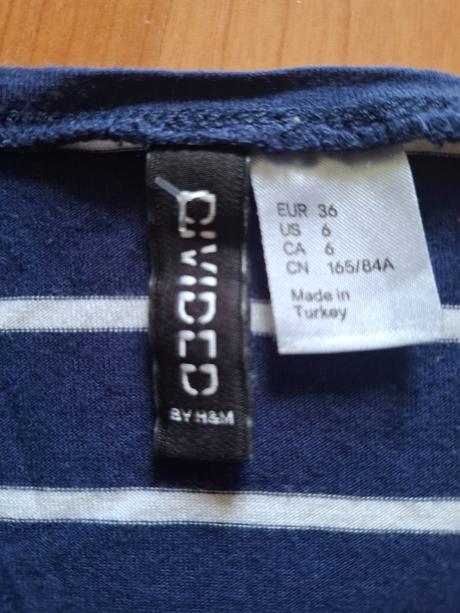 DIVIDED
BY H&M
EUR 36
US 6
CA 6
CN 165/84A
Made in
Turkey